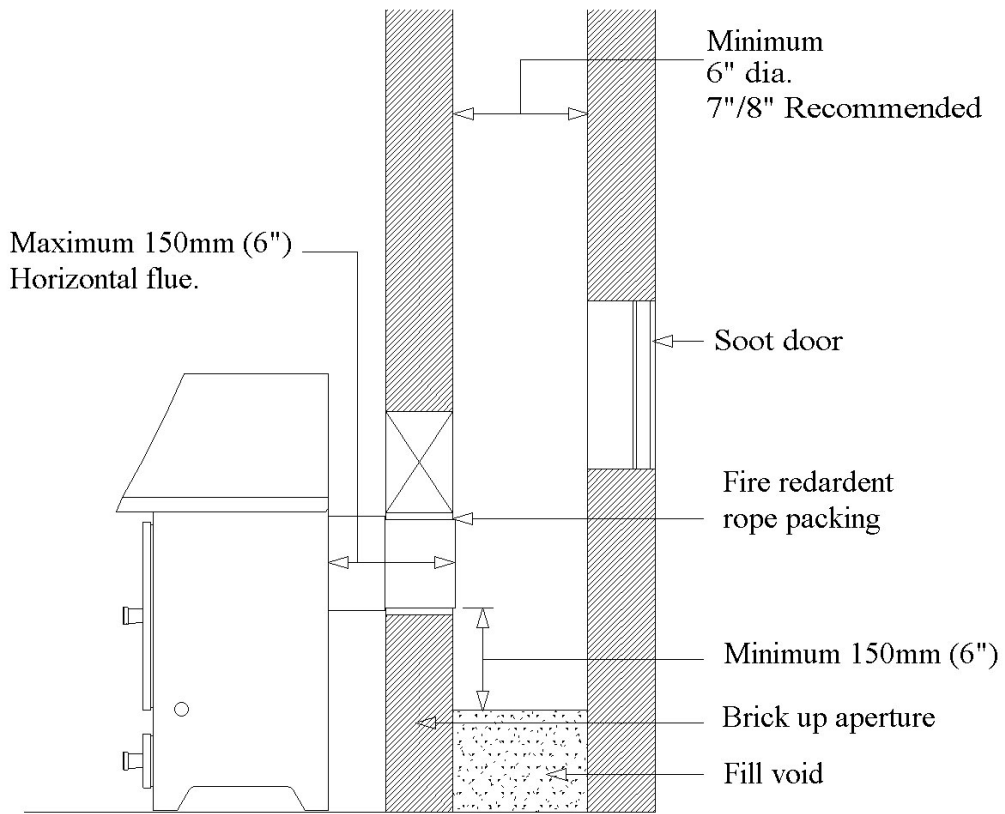 Minimum
6" dia.
7"/8" Recommended
Maximum 150mm (6")
Horizontal flue.
Soot door
Fire redardent
rope packing
Minimum 150mm (6")
Brick up aperture
Fill void